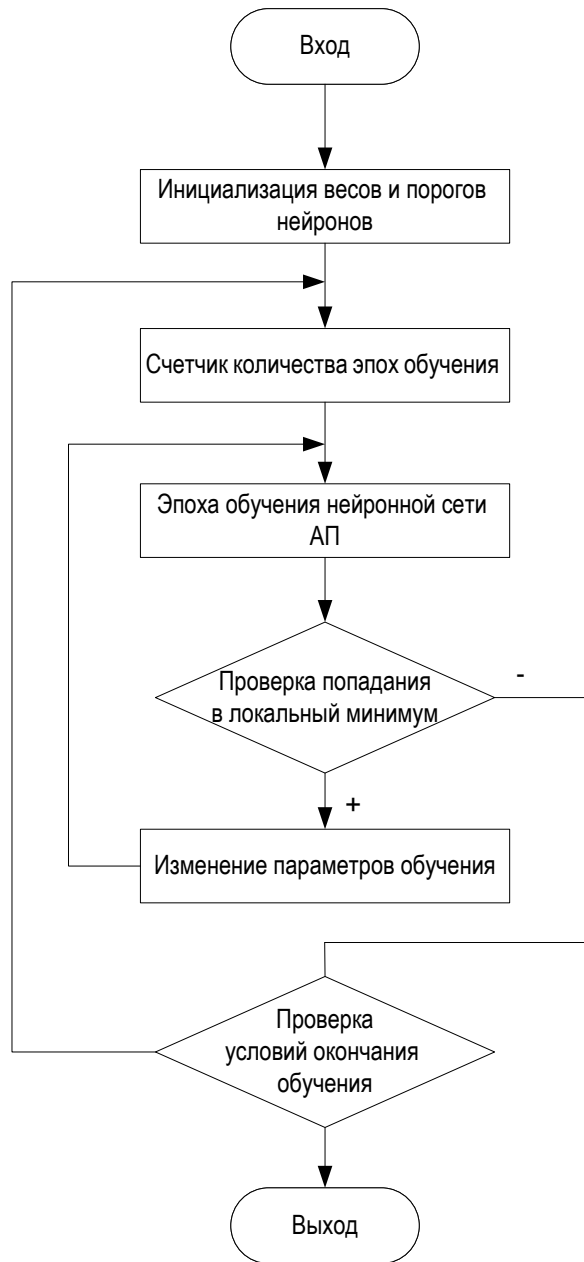 Вход
Инициализация весов и порогов
нейронов
Счетчик количества эпох обучения
Эпоха обучения нейронной сети
АП
Проверка попадания
в локальный минимум
-
+
Изменение параметров обучения
Проверка
условий окончания
обучения
Выход